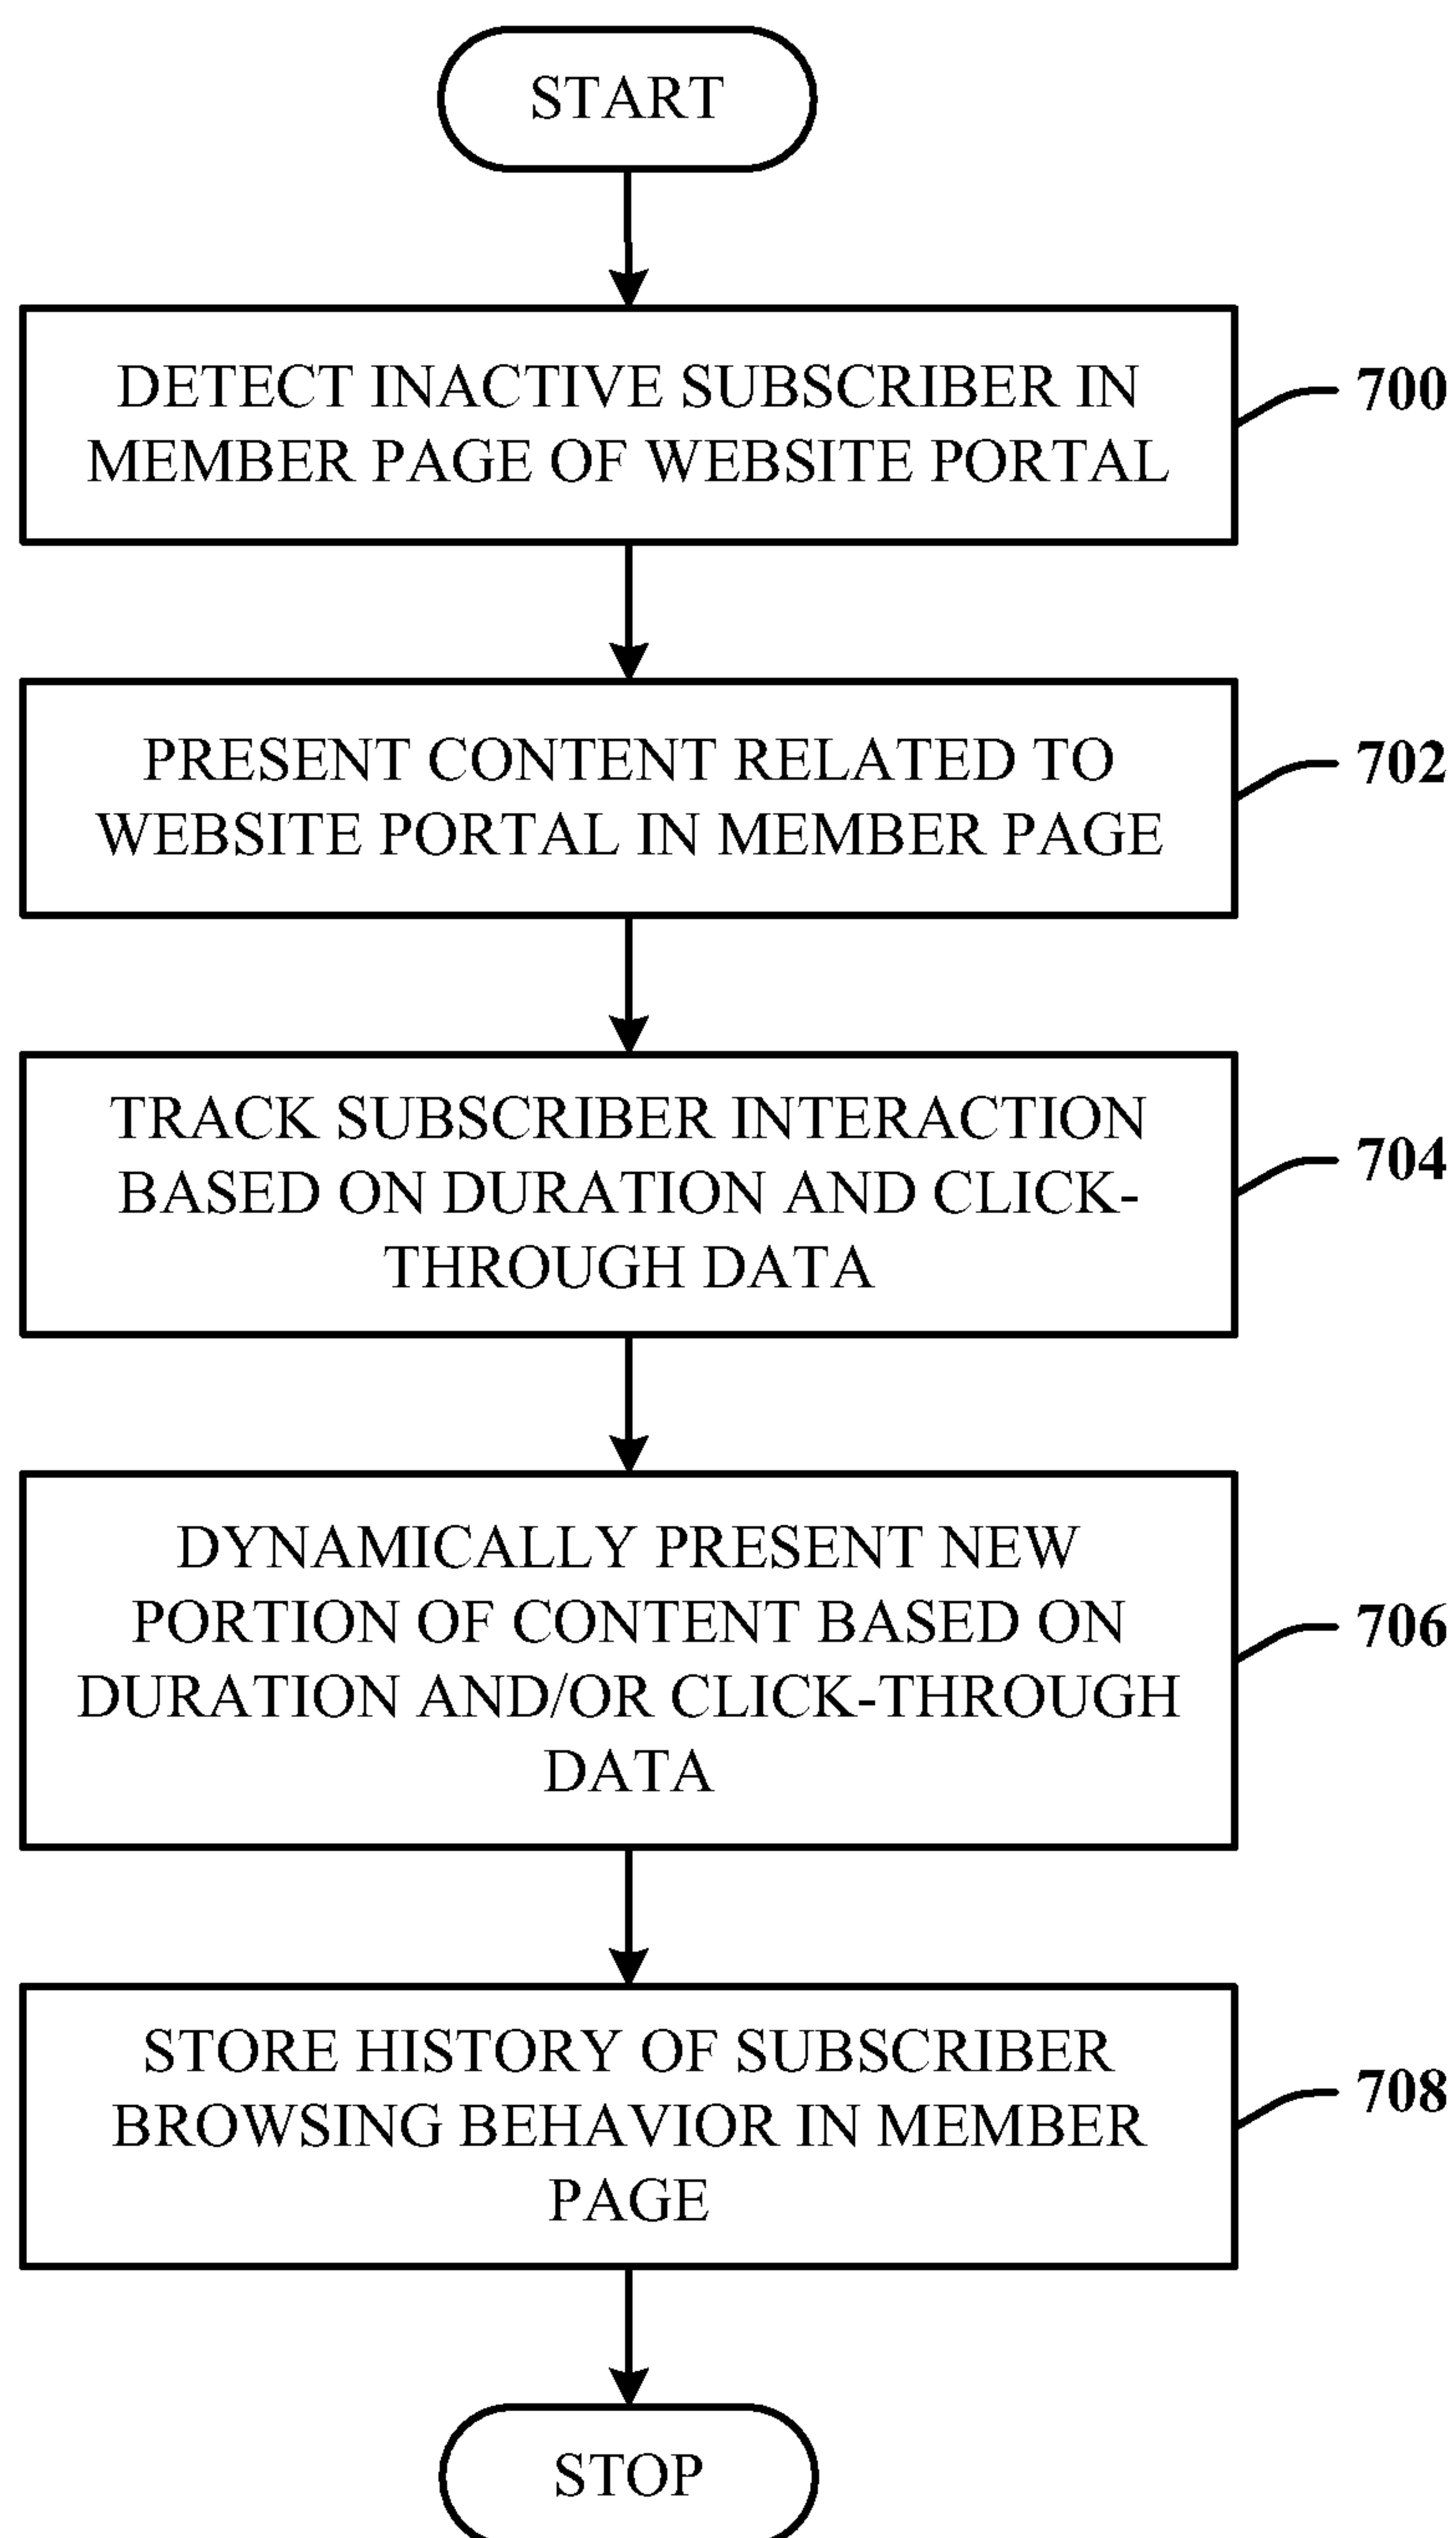 START
DETECT INACTIVE SUBSCRIBER IN
MEMBER PAGE OF WEBSITE PORTAL
700
PRESENT CONTENT RELATED TO
WEBSITE PORTAL IN MEMBER PAGE
702
TRACK SUBSCRIBER INTERACTION
BASED ON DURATION AND CLICK-
THROUGH DATA
704
DYNAMICALLY PRESENT NEW
PORTION OF CONTENT BASED ON
DURATION AND/OR CLICK-THROUGH
DATA
706
STORE HISTORY OF SUBSCRIBER
BROWSING BEHAVIOR IN MEMBER
PAGE
708
STOP